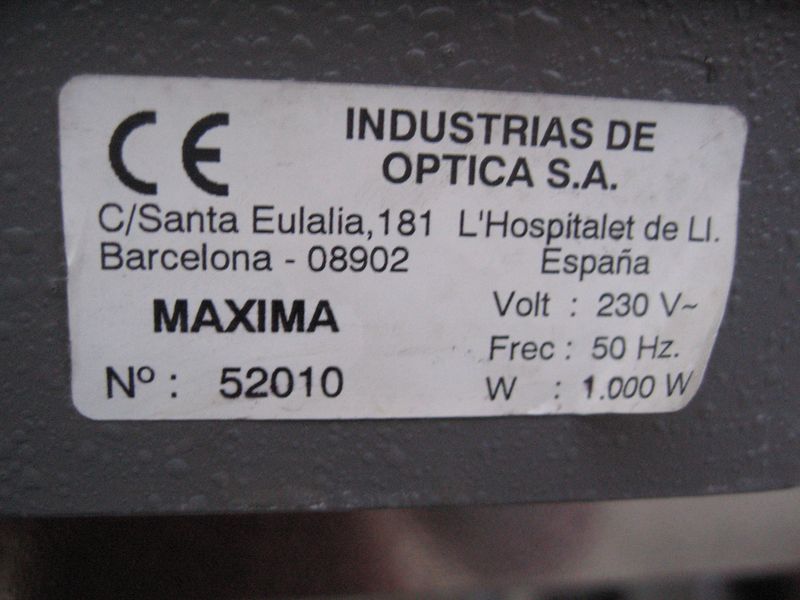 CE INDUSTRIAS DE
OPTICA S.A.
C/Santa Eulalia,181 L'Hospitalet de Ll.
Barcelona - 08902 España
MAXIMA Volt : 230 V~
Frec : 50 Hz.
Nº : 52010 W : 1.000 W